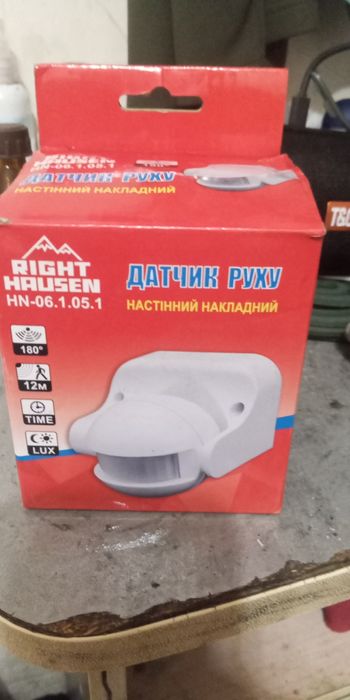 HN-06.1.05.1
ДАТЧИК РУХУ
НАСТІННИЙ НАКЛАДНИЙ
RIGHT
HAUSEN
HN-06.1.05.1
ДАТЧИК РУХУ
НАСТІННИЙ НАКЛАДНИЙ
180°
12м
TIME
LUX
T&G